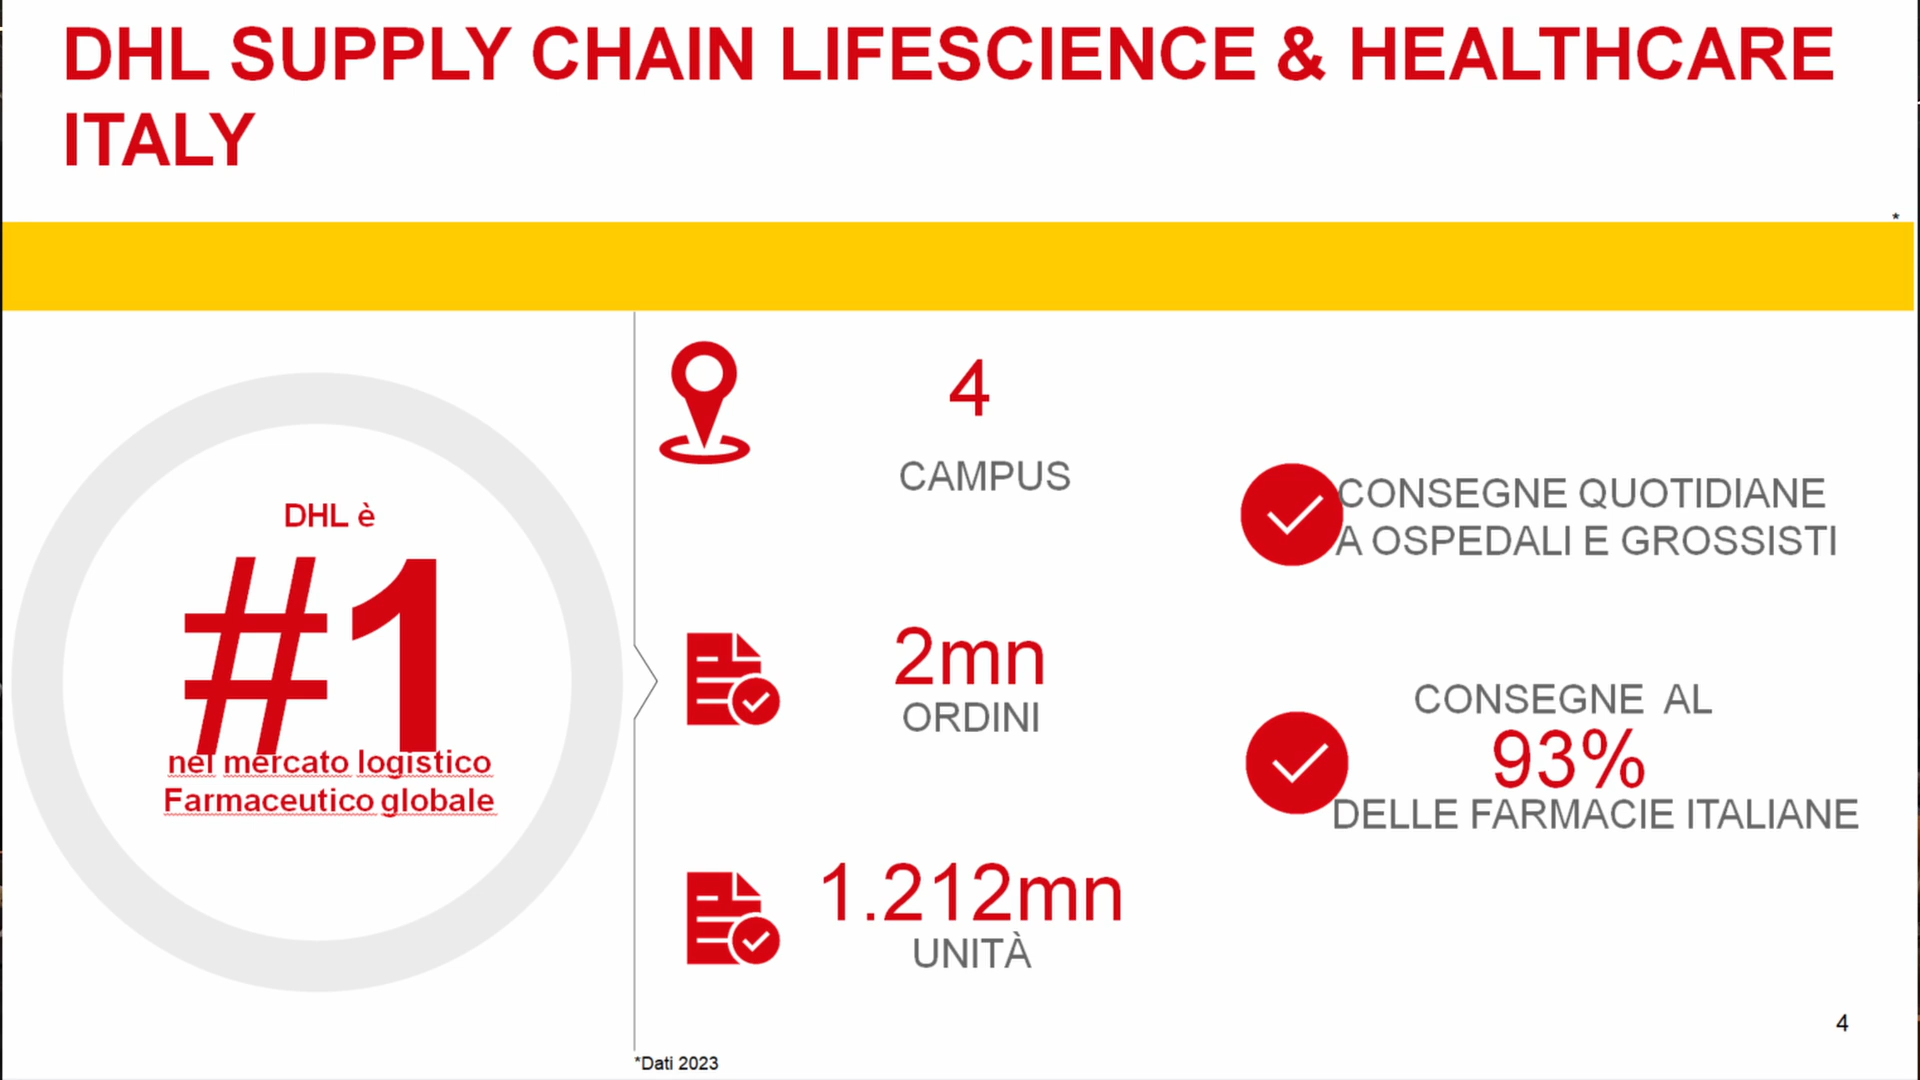 DHL SUPPLY CHAIN LIFESCIENCE & HEALTHCARE
ITALY
*
DHL è
#1
nel mercato logistico
Farmaceutico globale
4
CAMPUS
2mn
ORDINI
1.212mn
UNITÀ
CONSEGNE QUOTIDIANE
A OSPEDALI E GROSSISTI
CONSEGNE AL
93%
DELLE FARMACIE ITALIANE
4
*Dati 2023